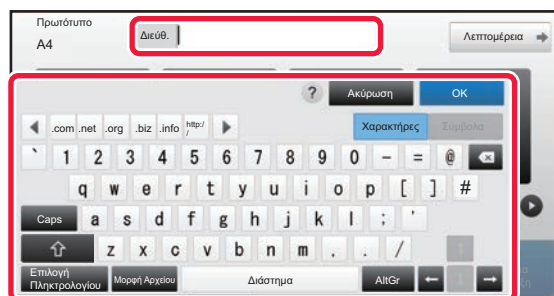 Πρωτότυπο
A4
Διεύθ.
Λεπτομέρεια
?
Ακύρωση
OK
.com .net .org .biz .info http://
Χαρακτήρες
Σύμβολα
` 1 2 3 4 5 6 7 8 9 0 - = @
q w e r t y u i o p [ ] #
Caps a s d f g h j k l ; '
z x c v b n m . . /
Επιλογή
Πληκτρολογίου
Μορφή Αρχείου
Διάστημα
AltGr